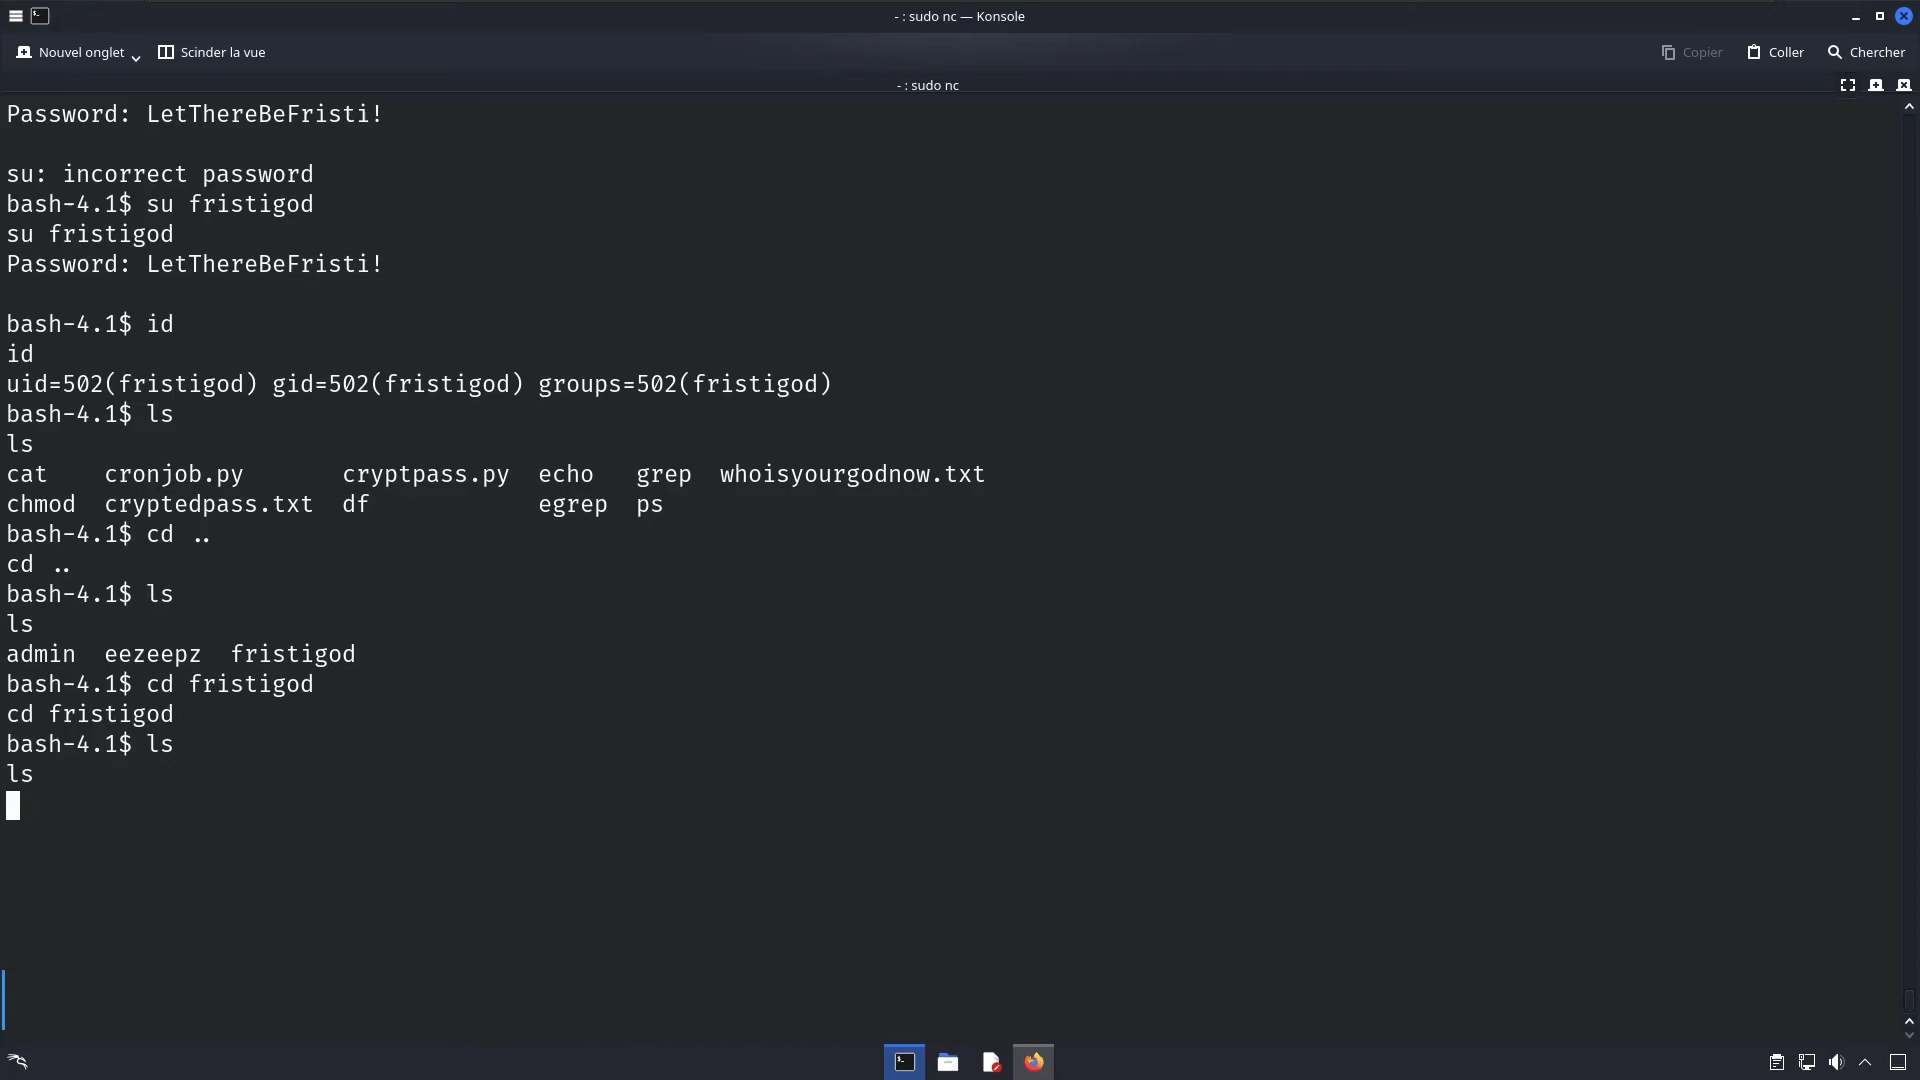 - : sudo nc — Konsole
Nouvel onglet Scinder la vue Copier Coller Chercher
- : sudo nc
Password: LetThereBeFristi!
su: incorrect password
bash-4.1$ su fristigod
su fristigod
Password: LetThereBeFristi!
bash-4.1$ id
id
uid=502(fristigod) gid=502(fristigod) groups=502(fristigod)
bash-4.1$ ls
ls
cat cronjob.py cryptpass.py echo grep whoisyourgodnow.txt
chmod cryptedpass.txt df egrep ps
bash-4.1$ cd ..
cd ..
bash-4.1$ ls
ls
admin eezeepz fristigod
bash-4.1$ cd fristigod
cd fristigod
bash-4.1$ ls
ls